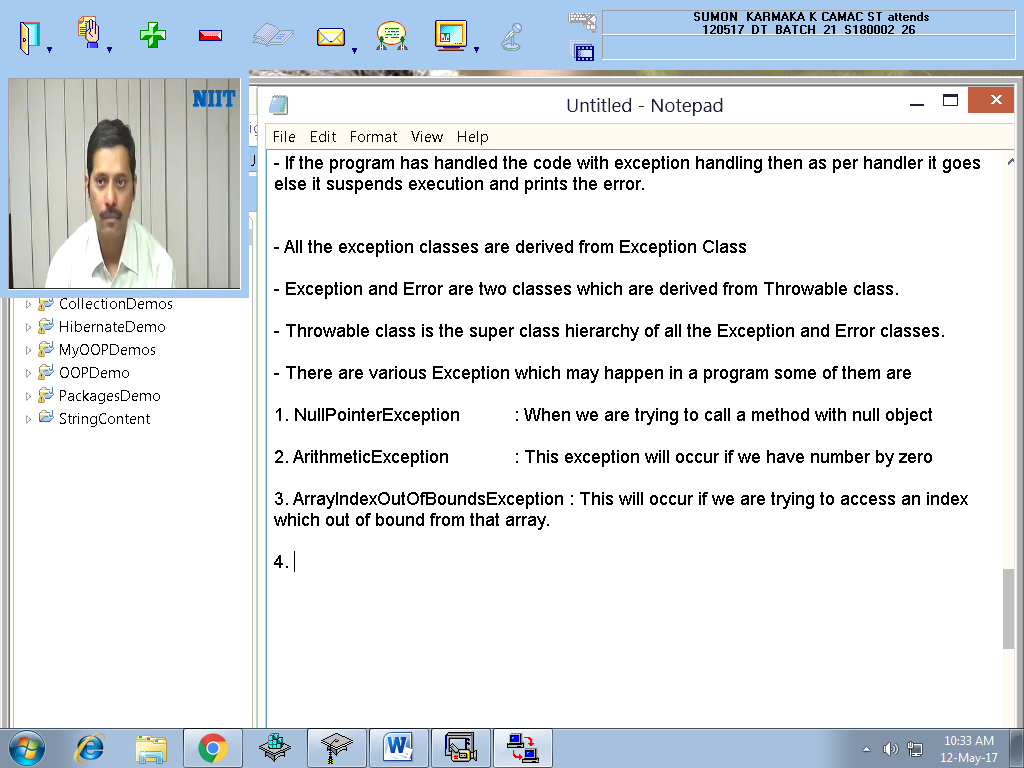 SUMON KARMAKA K CAMAC ST attends
120517 DT BATCH 21 S180002 26
NIIT
Untitled - Notepad
File Edit Format View Help
- If the program has handled the code with exception handling then as per handler it goes
else it suspends execution and prints the error.
- All the exception classes are derived from Exception Class
- Exception and Error are two classes which are derived from Throwable class.
- Throwable class is the super class hierarchy of all the Exception and Error classes.
- There are various Exception which may happen in a program some of them are
1. NullPointerException : When we are trying to call a method with null object
2. ArithmeticException : This exception will occur if we have number by zero
3. ArrayIndexOutOfBoundsException : This will occur if we are trying to access an index
which out of bound from that array.
4.
CollectionDemos
HibernateDemo
MyOOPDemos
OOPDemo
PackagesDemo
StringContent
10:33 AM
12-May-17